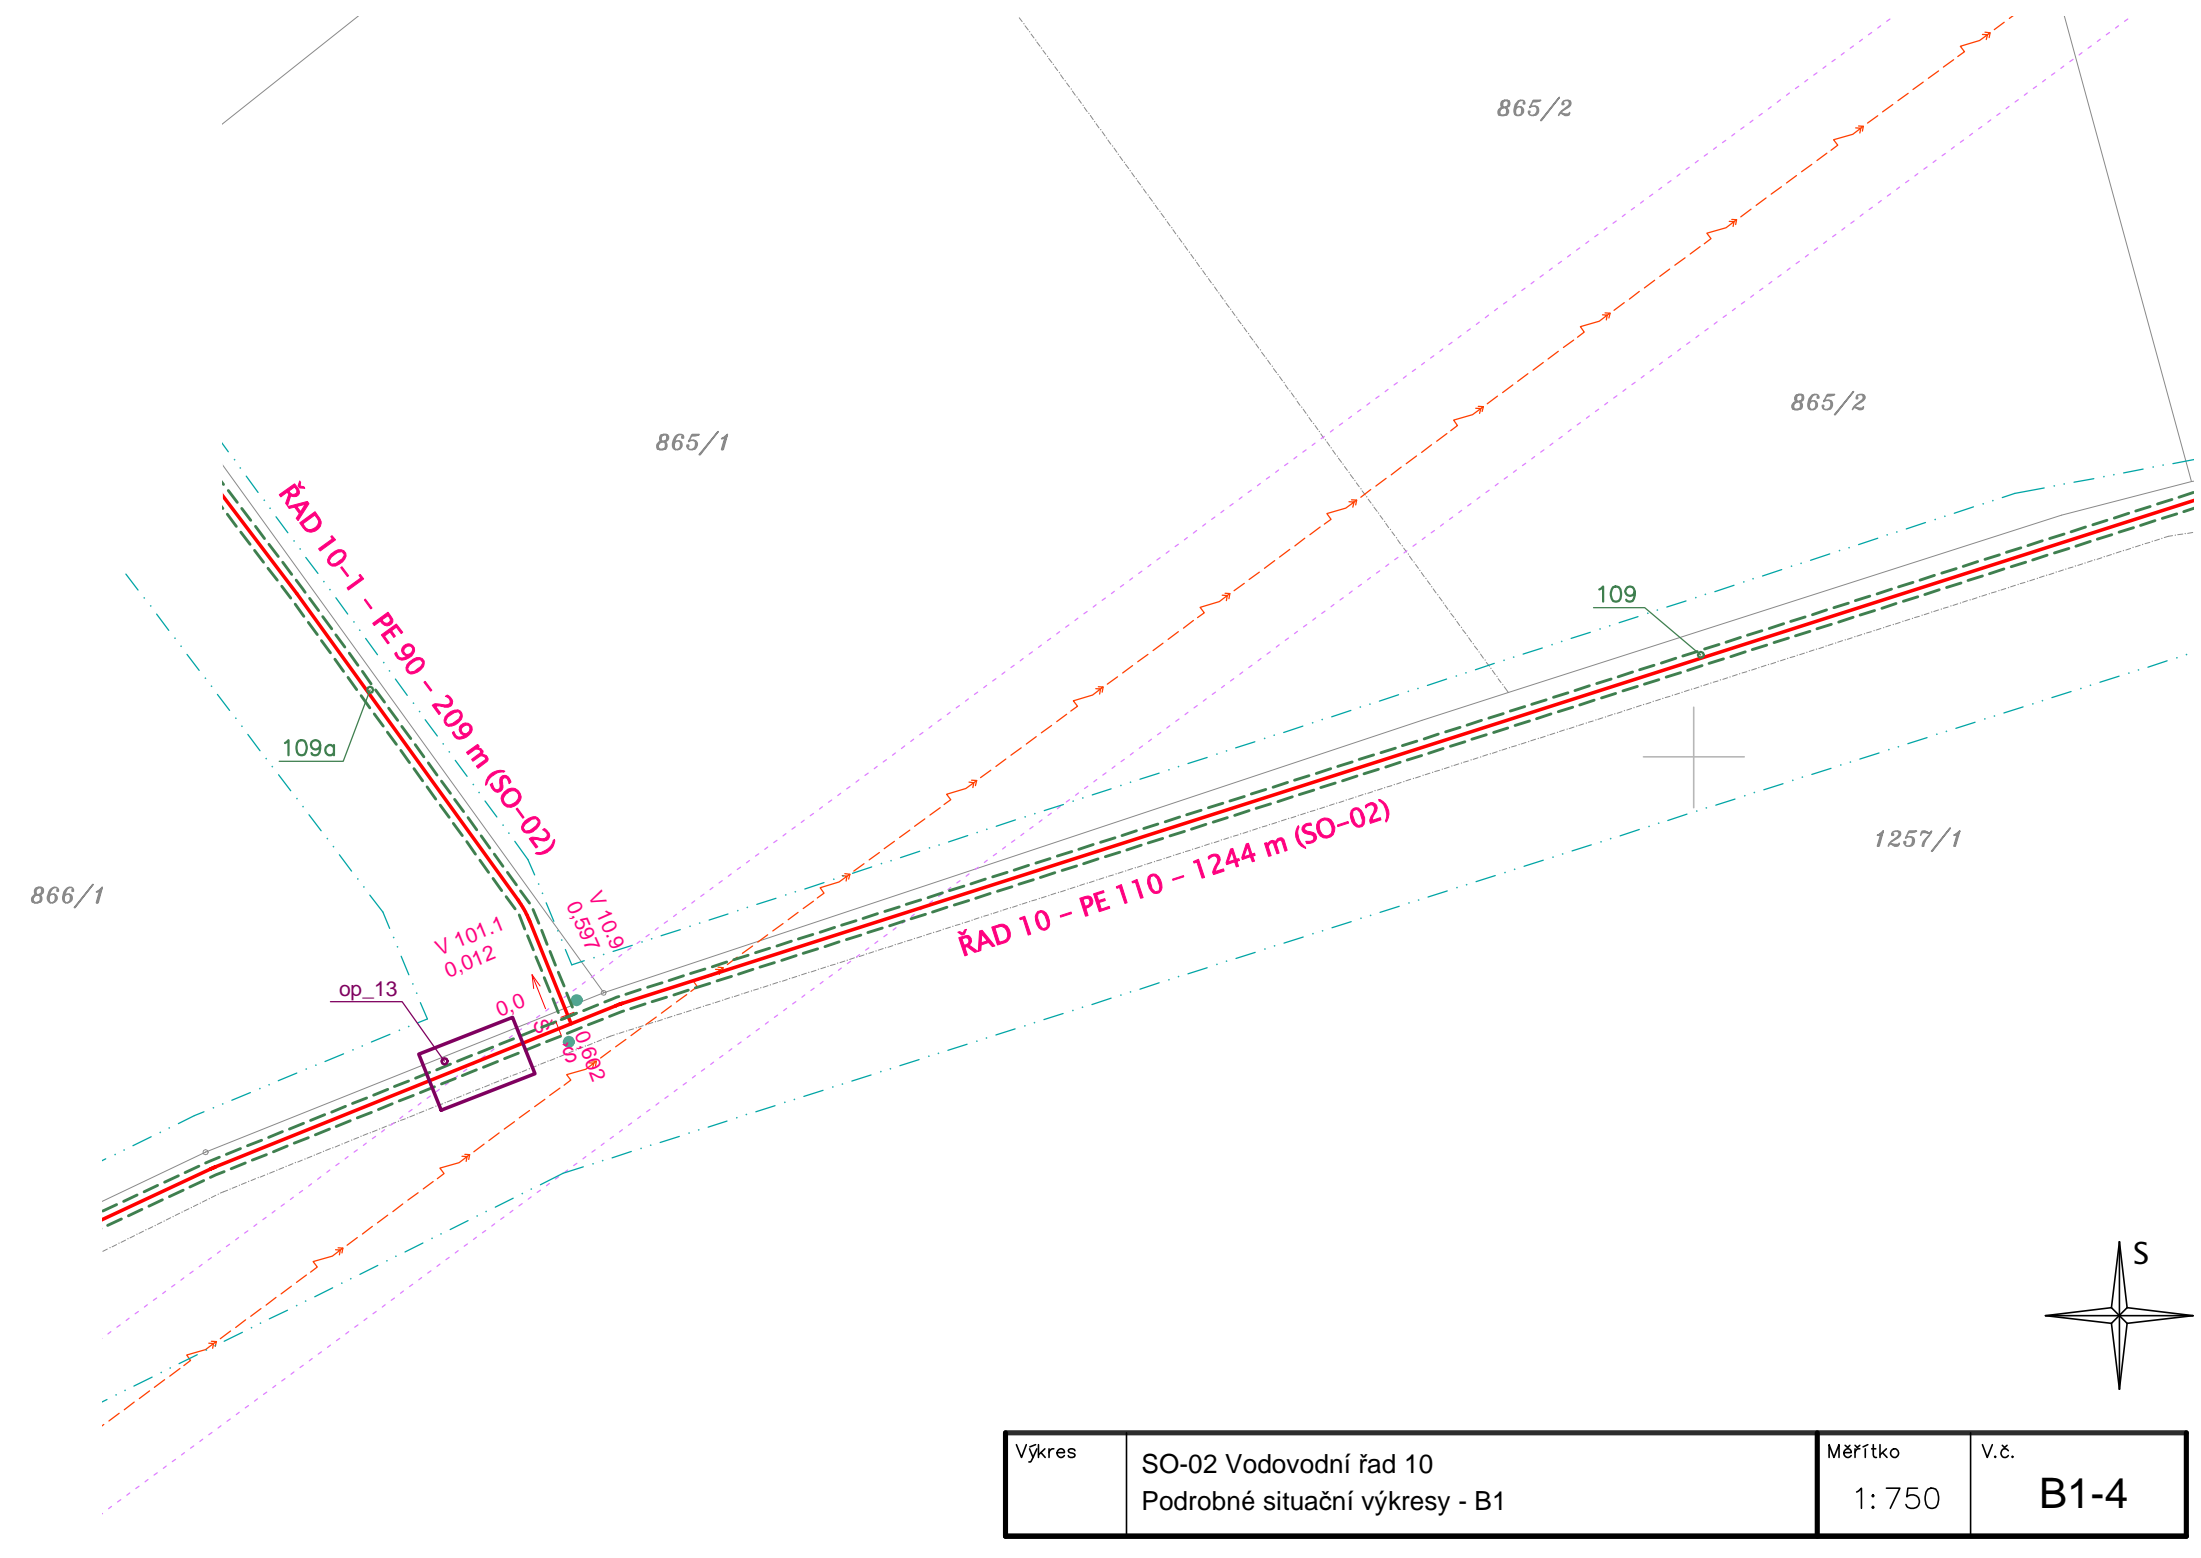 865/2
865/1
865/2
ŘAD 10-1 - PE 90 - 209 m (SO-02)
109
109a
ŘAD 10 - PE 110 - 1244 m (SO-02)
1257/1
866/1
V 10.9
0,597
V 101.1
0,012
op_13
0,0
Š
Š
0,602
S
Výkres
SO-02 Vodovodní řad 10
Podrobné situační výkresy - B1
Měřítko
1:750
V.č.
B1-4